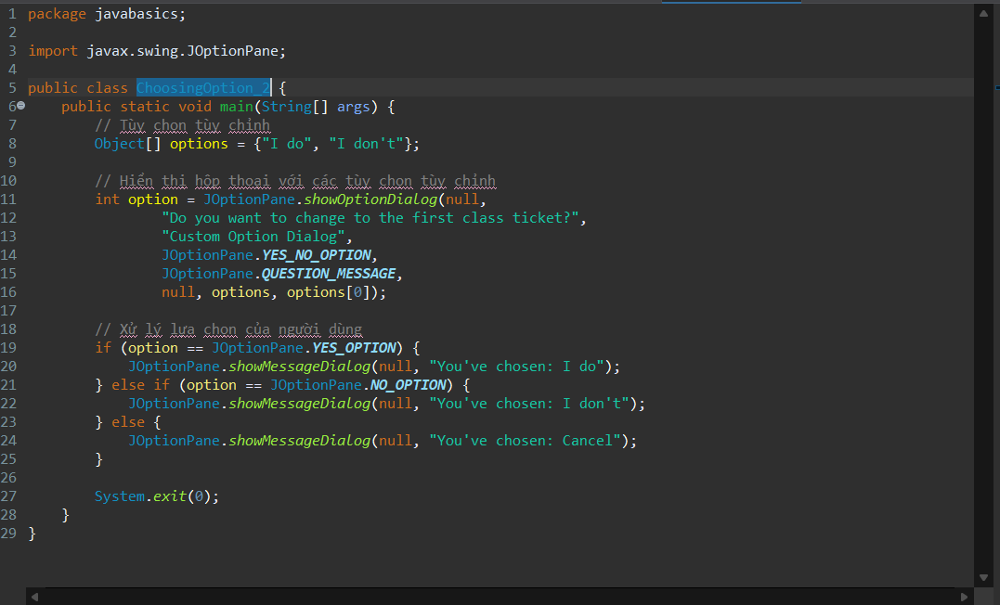 1 package javabasics;
2
3 import javax.swing.JOptionPane;
4
5 public class ChoosingOption_2 {
6 public static void main(String[] args) {
7 // Tùy chọn tùy chỉnh
8 Object[] options = {"I do", "I don't"};
9
10 // Hiển thị hộp thoại với các tùy chọn tùy chỉnh
11 int option = JOptionPane.showOptionDialog(null,
12 "Do you want to change to the first class ticket?",
13 "Custom Option Dialog",
14 JOptionPane.YES_NO_OPTION,
15 JOptionPane.QUESTION_MESSAGE,
16 null, options, options[0]);
17
18 // Xử lý lựa chọn của người dùng
19 if (option == JOptionPane.YES_OPTION) {
20 JOptionPane.showMessageDialog(null, "You've chosen: I do");
21 } else if (option == JOptionPane.NO_OPTION) {
22 JOptionPane.showMessageDialog(null, "You've chosen: I don't");
23 } else {
24 JOptionPane.showMessageDialog(null, "You've chosen: Cancel");
25 }
26
27 System.exit(0);
28 }
29 }